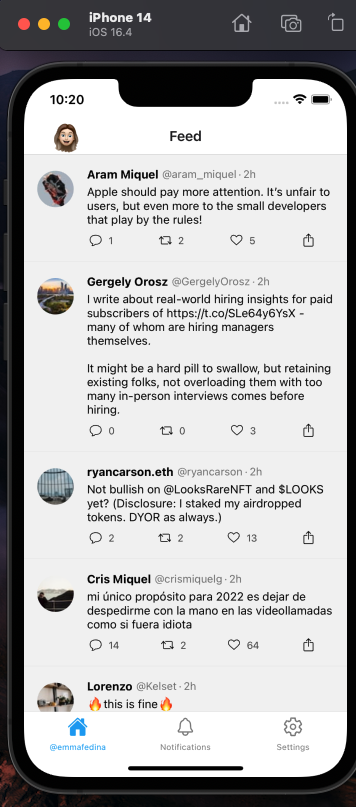 iPhone 14
iOS 16.4
10:20
Feed
Aram Miquel @aram_miquel · 2h
Apple should pay more attention. It's unfair to
users, but even more to the small developers
that play by the rules!
1 2 5
Gergely Orosz @GergelyOrosz · 2h
I write about real-world hiring insights for paid
subscribers of https://t.co/SLe64y6YsX -
many of whom are hiring managers
themselves.
It might be a hard pill to swallow, but retaining
existing folks, not overloading them with too
many in-person interviews comes before
hiring.
0 0 3
ryancarson.eth @ryancarson · 2h
Not bullish on @LooksRareNFT and $LOOKS
yet? (Disclosure: I staked my airdropped
tokens. DYOR as always.)
2 2 13
Cris Miquel @crismiquelg · 2h
mi único propósito para 2022 es dejar de
despedirme con la mano en las videollamadas
como si fuera idiota
14 2 64
Lorenzo @Kelset · 2h
🔥this is fine🔥
@emmafedina Notifications Settings